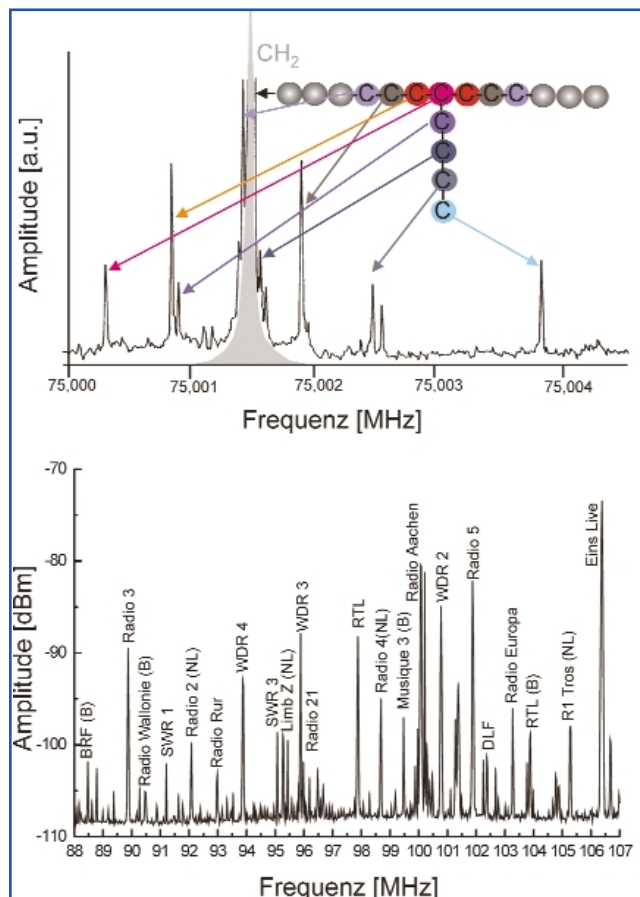 CH2
C C C C C C C
C
C
C
C
Amplitude [a.u.]
75,000 75,001 75,002 75,003 75,004
Frequenz [MHz]
Amplitude [dBm]
-70
-80
-90
-100
-110
BRF (B)
Radio 3
Radio Wallonie (B)
SWR 1
Radio 2 (NL)
Radio Rur
WDR 4
SWR 3
Limb Z (NL)
WDR 3
Radio 21
RTL
Radio 4(NL)
Musique 3 (B)
Radio Aachen
WDR 2
Radio 5
DLF
Radio Europa
RTL (B)
R1 Tros (NL)
Eins Live
88 89 90 91 92 93 94 95 96 97 98 99 100 101 102 103 104 105 106 107
Frequenz [MHz]